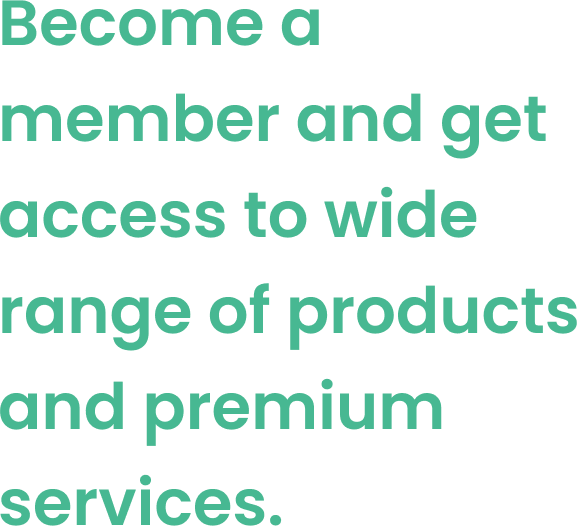 Become a
member and get
access to wide
range of products
and premium
services.